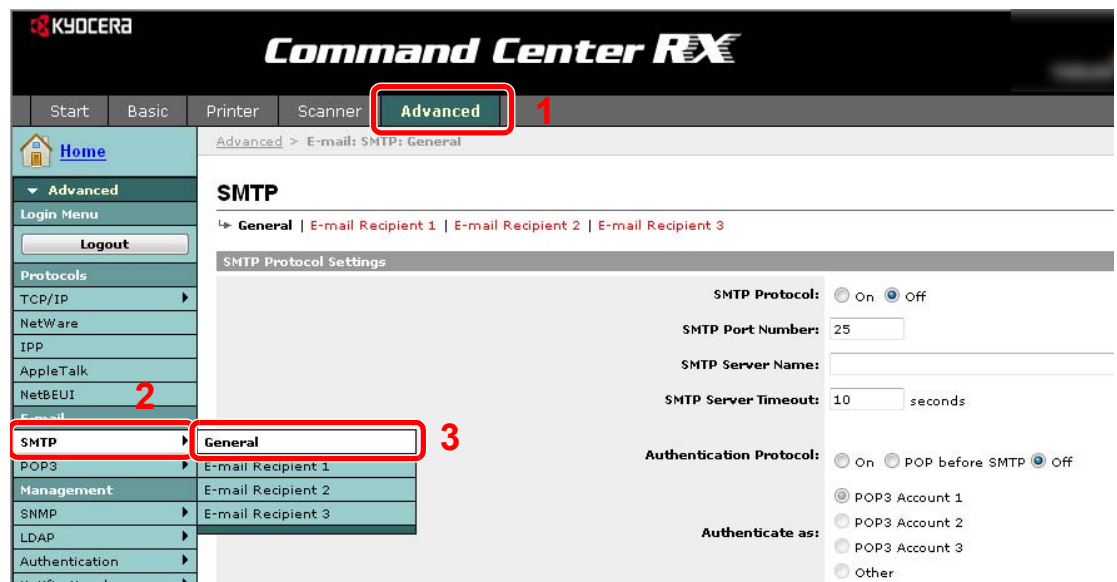 KYOCERA
Command Center RX
Start Basic Printer Scanner Advanced 1
Home
Advanced > E-mail: SMTP: General
Advanced
Login Menu
Logout
SMTP
General | E-mail Recipient 1 | E-mail Recipient 2 | E-mail Recipient 3
SMTP Protocol Settings
Protocols
TCP/IP
NetWare
IPP
AppleTalk
NetBEUI
2
E-mail
SMTP
General
3
POP3
E-mail Recipient 1
Management
E-mail Recipient 2
SNMP
E-mail Recipient 3
LDAP
Authentication
SMTP Protocol: On Off
SMTP Port Number: 25
SMTP Server Name:
SMTP Server Timeout: 10 seconds
Authentication Protocol: On POP before SMTP Off
Authenticate as:
POP3 Account 1
POP3 Account 2
POP3 Account 3
Other